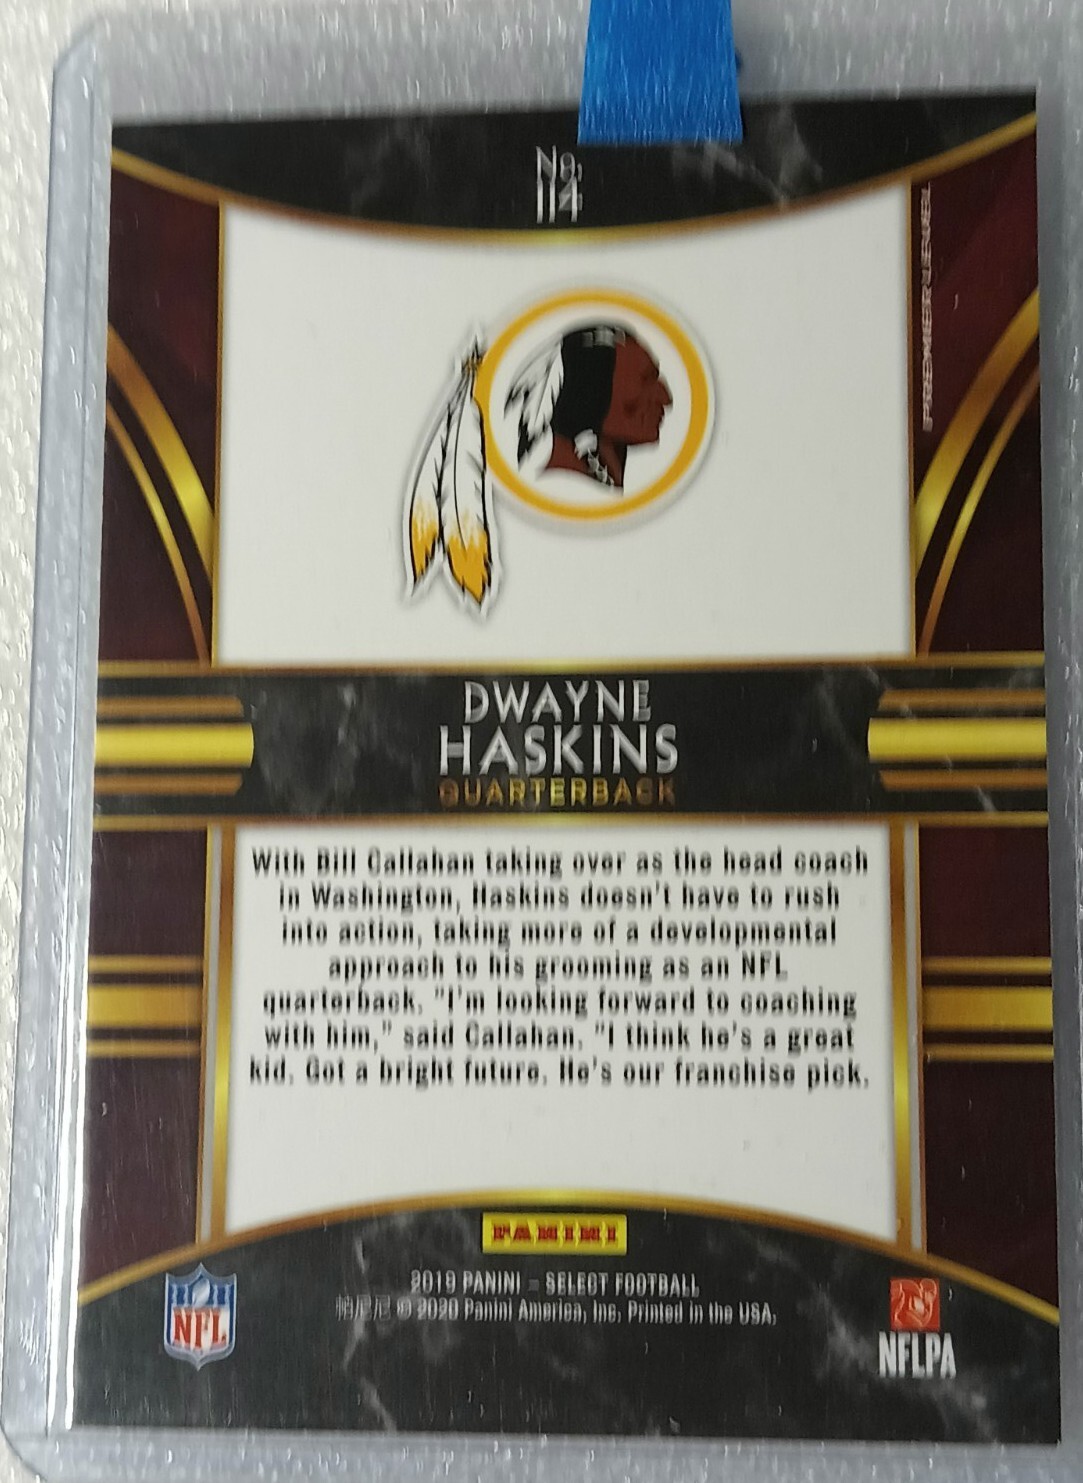 No.
114
PREMIER LEVEL
DWAYNE
HASKINS
QUARTERBACK
With Bill Callahan taking over as the head coach
in Washington, Haskins doesn't have to rush
into action, taking more of a developmental
approach to his grooming as an NFL
quarterback. "I'm looking forward to coaching
with him," said Callahan. "I think he's a great
kid. Got a bright future. He's our franchise pick.
PANINI
2019 PANINI – SELECT FOOTBALL
帕尼尼 © 2020 Panini America, Inc. Printed in the USA.
NFL
NFLPA